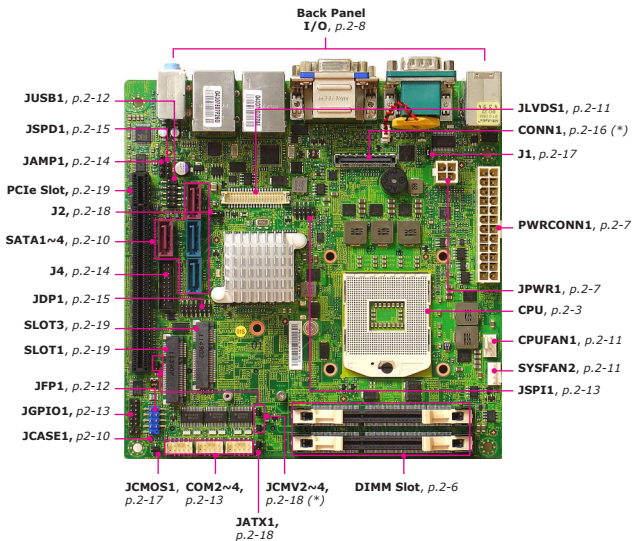 Back Panel
I/O, p.2-8
JUSB1, p.2-12
JSPD1, p.2-15
JAMP1, p.2-14
PCIe Slot, p.2-19
J2, p.2-18
SATA1~4, p.2-10
J4, p.2-14
JDP1, p.2-15
SLOT3, p.2-19
SLOT1, p.2-19
JFP1, p.2-12
JGPIO1, p.2-13
JCASE1, p.2-10
JLVDS1, p.2-11
CONN1, p.2-16 (*)
J1, p.2-17
PWRCONN1, p.2-7
JPWR1, p.2-7
CPU, p.2-3
CPUFAN1, p.2-11
SYSFAN2, p.2-11
JSPI1, p.2-13
JCMOS1, p.2-17
COM2~4, p.2-13
JCMV2~4, p.2-18 (*)
DIMM Slot, p.2-6
JATX1, p.2-18